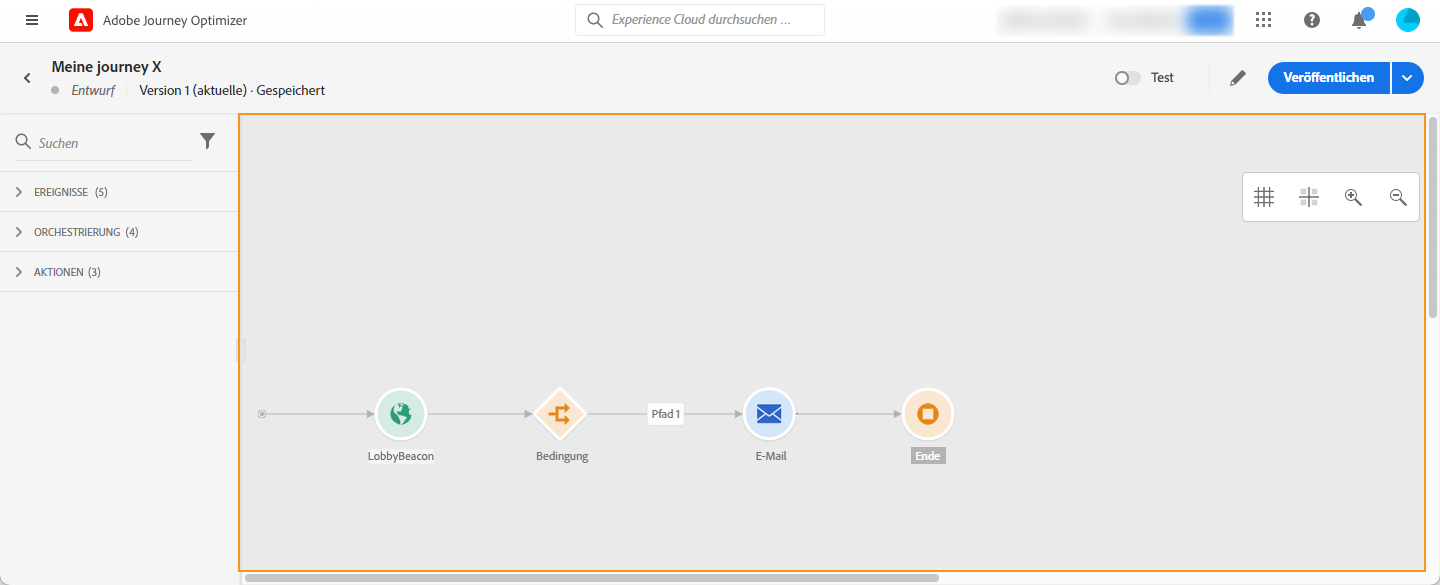 Adobe Journey Optimizer
Experience Cloud durchsuchen ...
Meine journey X
Entwurf
Version 1 (aktuelle) · Gespeichert
Test
Veröffentlichen
Suchen
EREIGNISSE (5)
ORCHESTRIERUNG (4)
AKTIONEN (3)
Pfad 1
LobbyBeacon
Bedingung
E-Mail
Ende